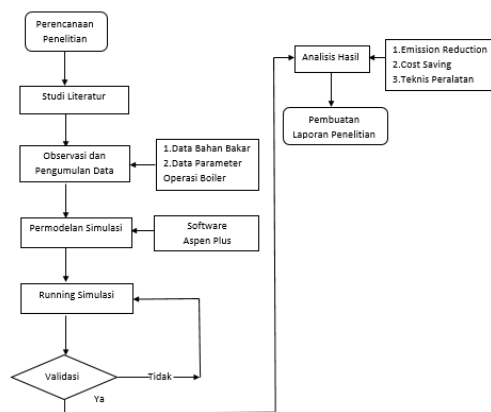 Perencanaan
Penelitian
Studi Literatur
Observasi dan
Pengumulan Data
1.Data Bahan Bakar
2.Data Parameter
Operasi Boiler
Permodelan Simulasi
Software
Aspen Plus
Running Simulasi
Validasi
Tidak
Ya
Analisis Hasil
1.Emission Reduction
2.Cost Saving
3.Teknis Peralatan
Pembuatan
Laporan Penelitian